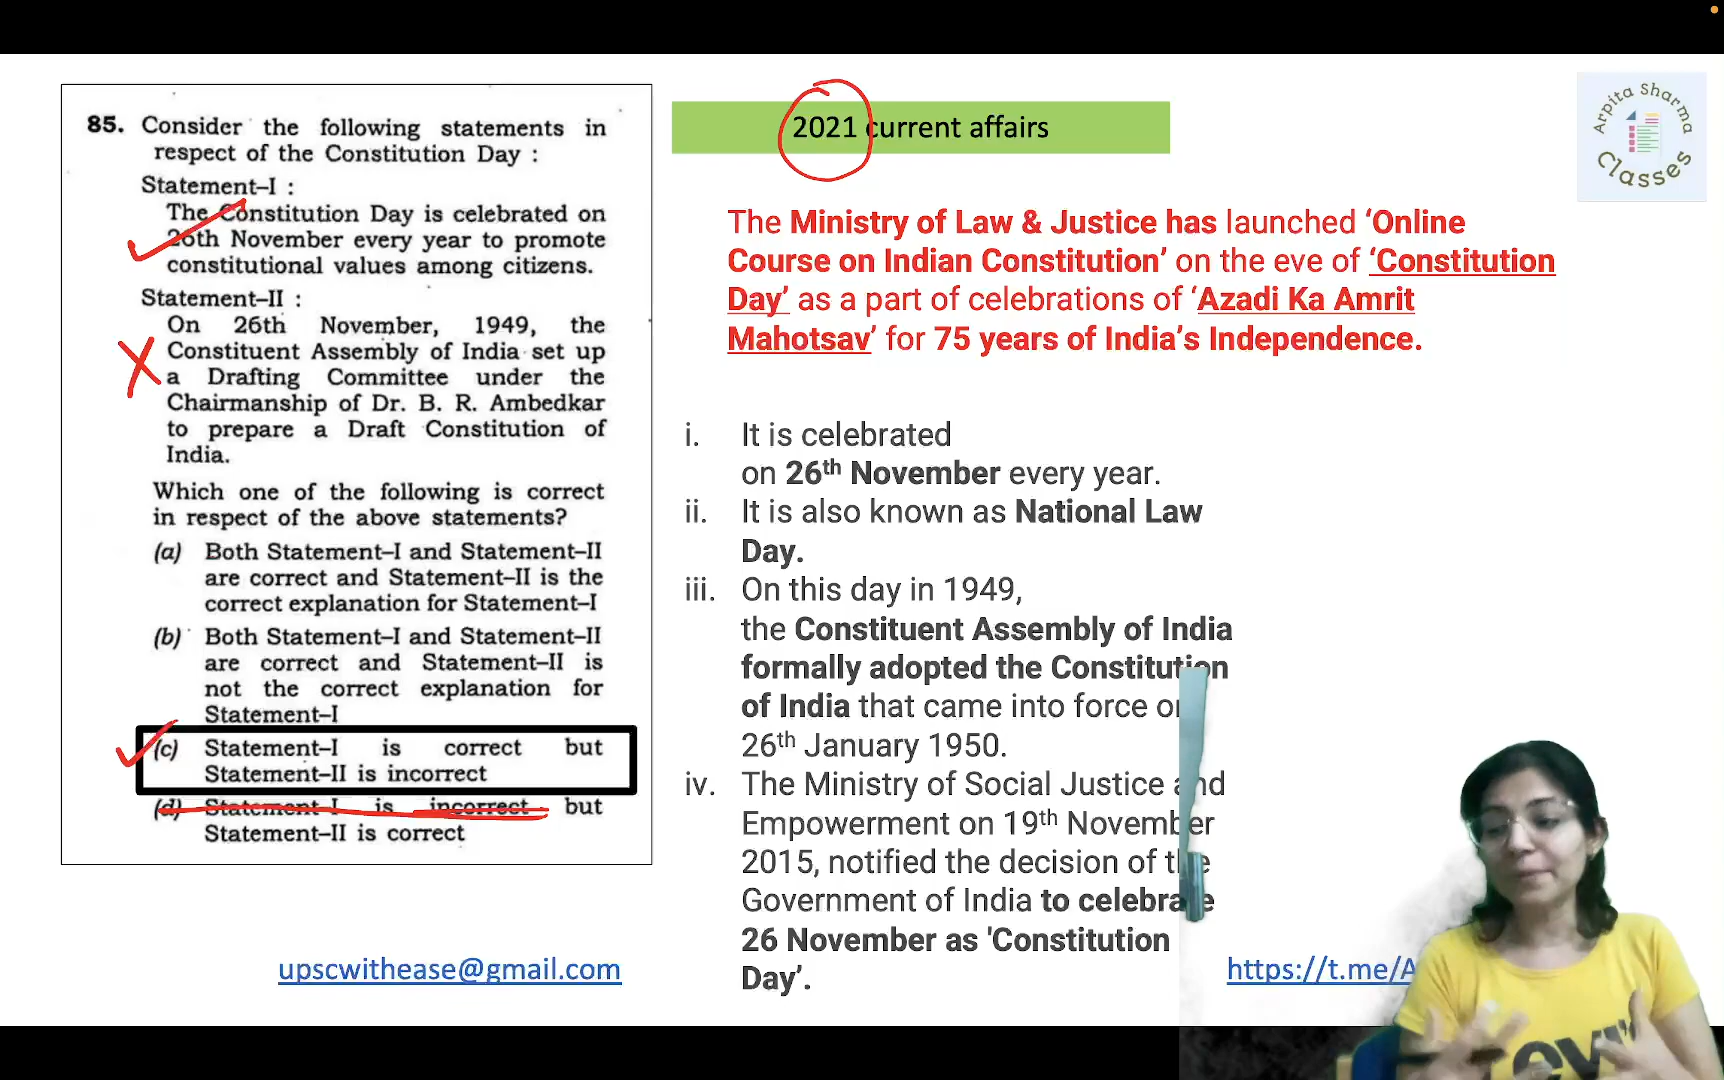 85. Consider the following statements in
respect of the Constitution Day :
Statement–I :
The Constitution Day is celebrated on
26th November every year to promote
constitutional values among citizens.
Statement–II :
On 26th November, 1949, the
Constituent Assembly of India set up
a Drafting Committee under the
Chairmanship of Dr. B. R. Ambedkar
to prepare a Draft Constitution of
India.
Which one of the following is correct
in respect of the above statements?
(a) Both Statement–I and Statement–II
are correct and Statement–II is the
correct explanation for Statement–I
(b) Both Statement–I and Statement–II
are correct and Statement–II is
not the correct explanation for
Statement–I
(c) Statement–I is correct but
Statement–II is incorrect
(d) Statement–I is incorrect but
Statement–II is correct
upscwithease@gmail.com
2021 current affairs
The Ministry of Law & Justice has launched ‘Online
Course on Indian Constitution’ on the eve of ‘Constitution
Day’ as a part of celebrations of ‘Azadi Ka Amrit
Mahotsav’ for 75 years of India’s Independence.
i. It is celebrated
on 26th November every year.
ii. It is also known as National Law
Day.
iii. On this day in 1949,
the Constituent Assembly of India
formally adopted the Constitution
of India that came into force on
26th January 1950.
iv. The Ministry of Social Justice and
Empowerment on 19th November
2015, notified the decision of the
Government of India to celebrate
26 November as 'Constitution
Day’.
https://t.me/A
Arpita Sharma
Classes